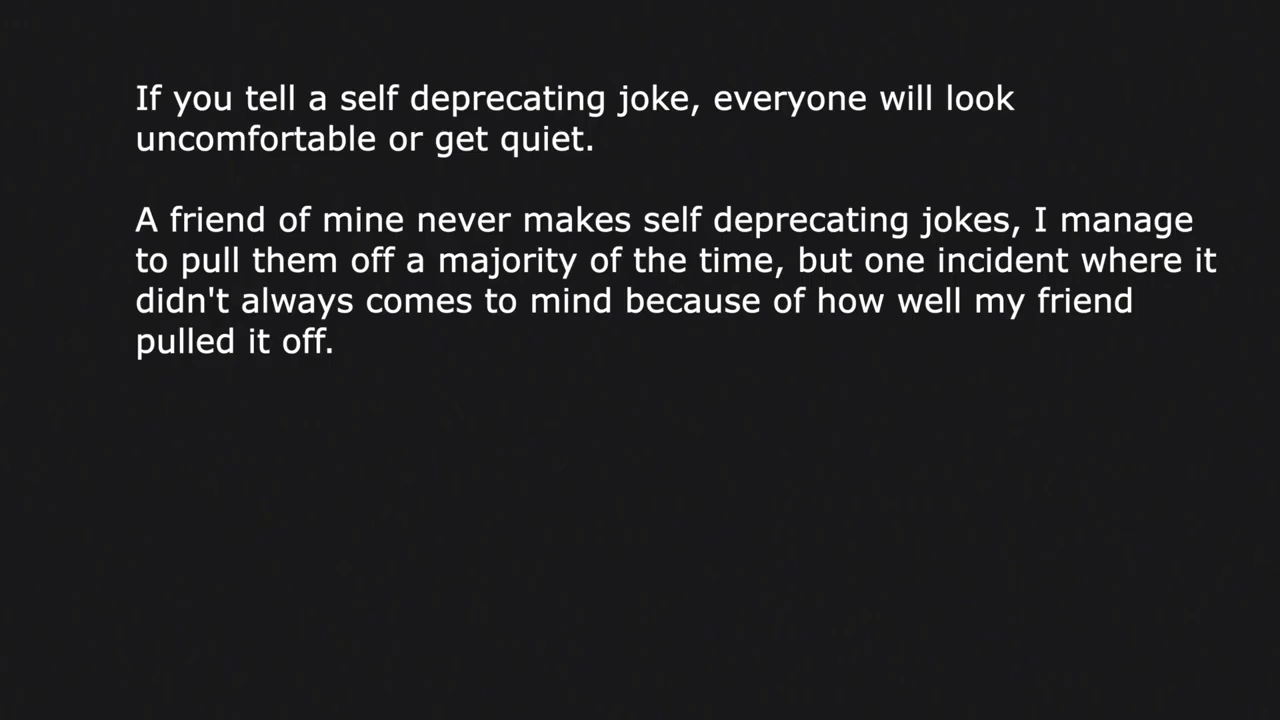 If you tell a self deprecating joke, everyone will look
uncomfortable or get quiet.
A friend of mine never makes self deprecating jokes, I manage
to pull them off a majority of the time, but one incident where it
didn't always comes to mind because of how well my friend
pulled it off.